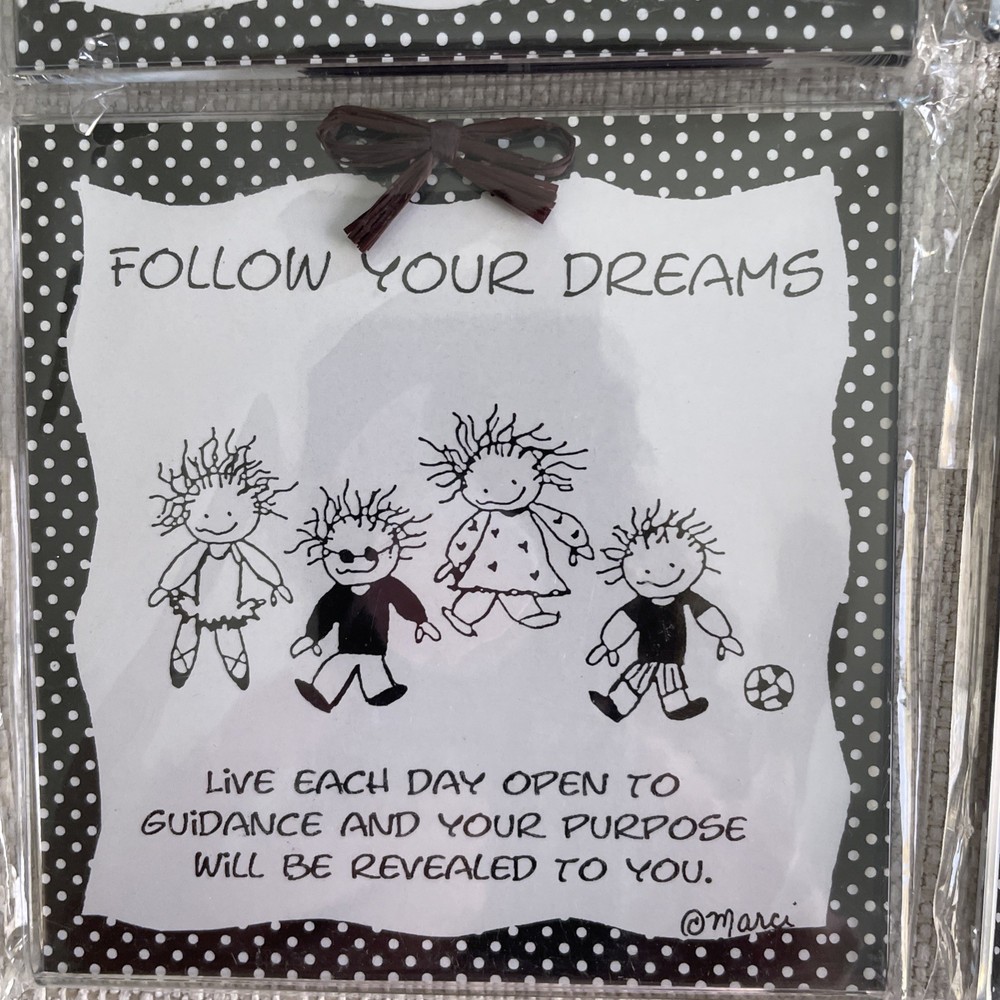 FOLLOW YOUR DREAMS
LiVE EACH DAY OPEN TO
GUiDANCE AND YOUR PURPOSE
WiLL BE REVEALED TO YOU.
©Marci